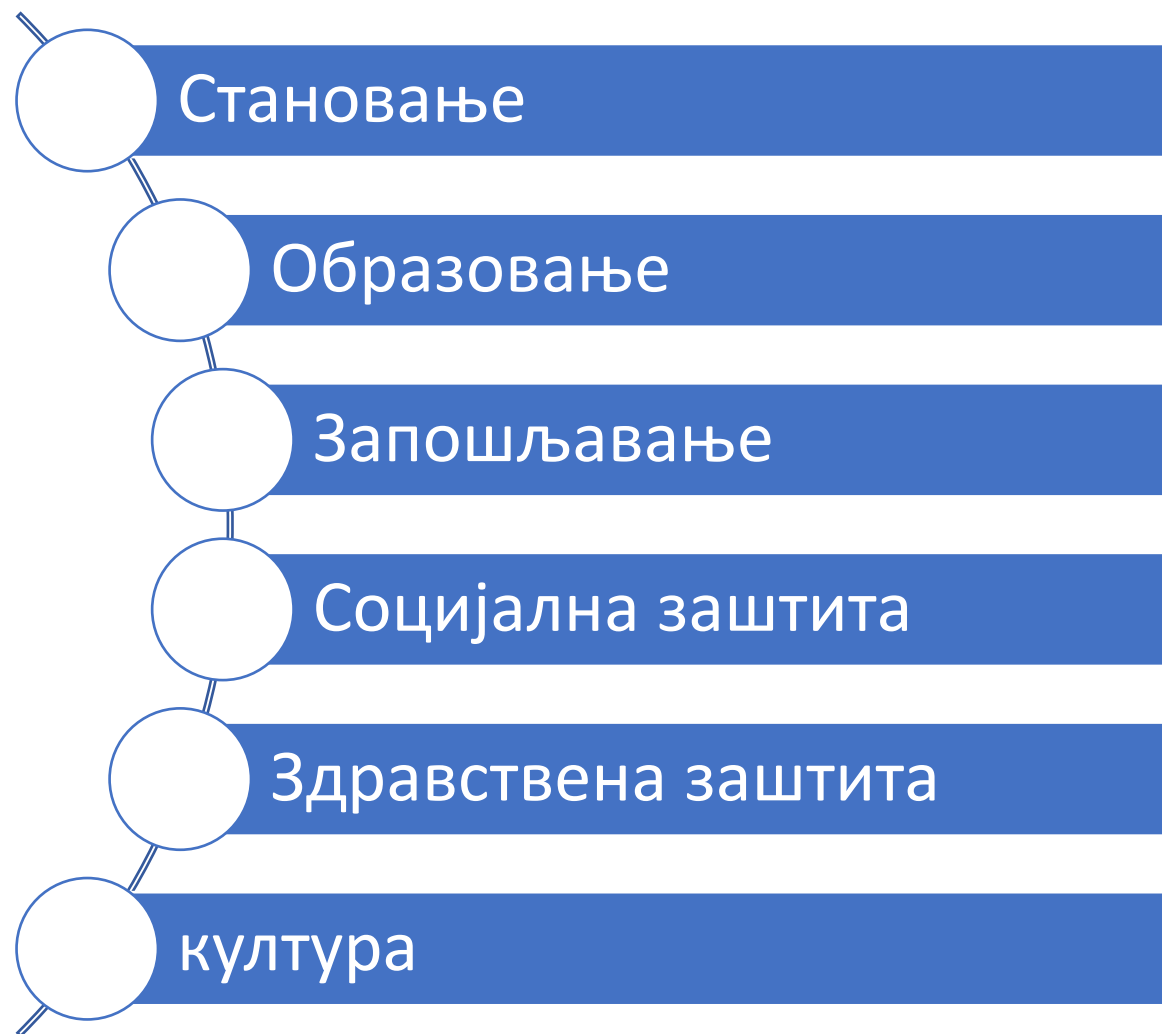 Становање
Образовање
Запошљавање
Социјална заштита
Здравствена заштита
култура